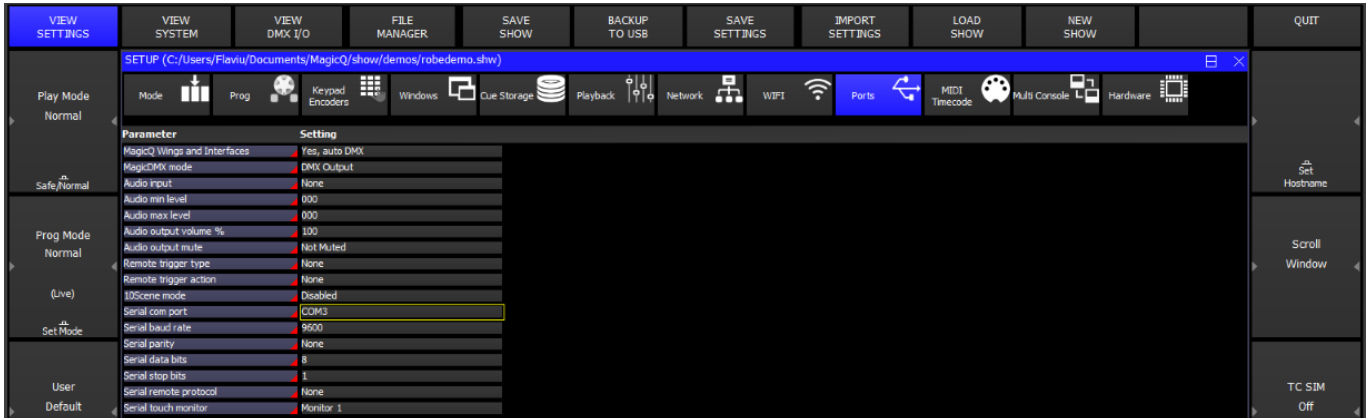 VIEW
SETTINGS
VIEW
SYSTEM
VIEW
DMX I/O
FILE
MANAGER
SAVE
SHOW
BACKUP
TO USB
SAVE
SETTINGS
IMPORT
SETTINGS
LOAD
SHOW
NEW
SHOW
QUIT
SETUP (C:/Users/Flaviu/Documents/MagicQ/show/demos/robedemo.shw)
Mode
Prog
Keypad
Encoders
Windows
Cue Storage
Playback
Network
WIFI
Ports
MIDI
Timecode
Multi Console
Hardware
Play Mode
Normal
Safe/Normal
Prog Mode
Normal
(Live)
Set Mode
User
Default
Parameter Setting
MagicQ Wings and Interfaces Yes, auto DMX
MagicDMX mode DMX Output
Audio input None
Audio min level 000
Audio max level 000
Audio output volume % 100
Audio output mute Not Muted
Remote trigger type None
Remote trigger action None
10Scene mode Disabled
Serial com port COM3
Serial baud rate 9600
Serial parity None
Serial data bits 8
Serial stop bits 1
Serial remote protocol None
Serial touch monitor Monitor 1
Set
Hostname
Scroll
Window
TC SIM
Off